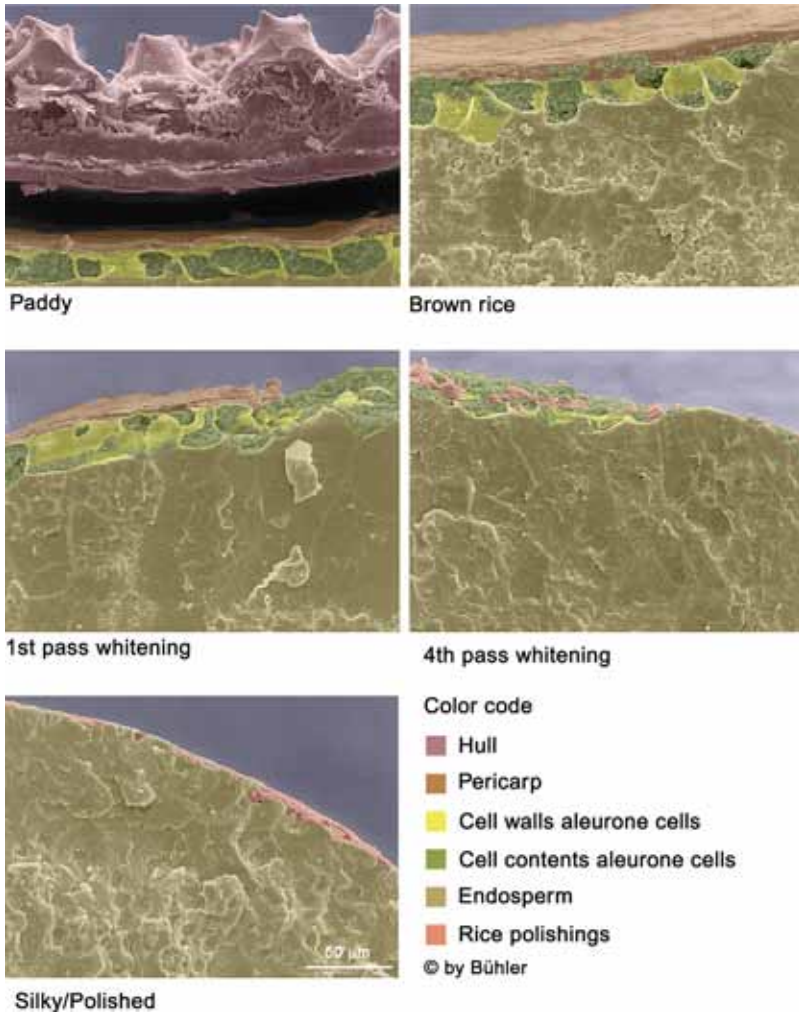 Paddy
Brown rice
1st pass whitening
4th pass whitening
Color code
Hull
Pericarp
Cell walls aleurone cells
Cell contents aleurone cells
Endosperm
Rice polishings
© by Bühler
50 µm
Silky/Polished